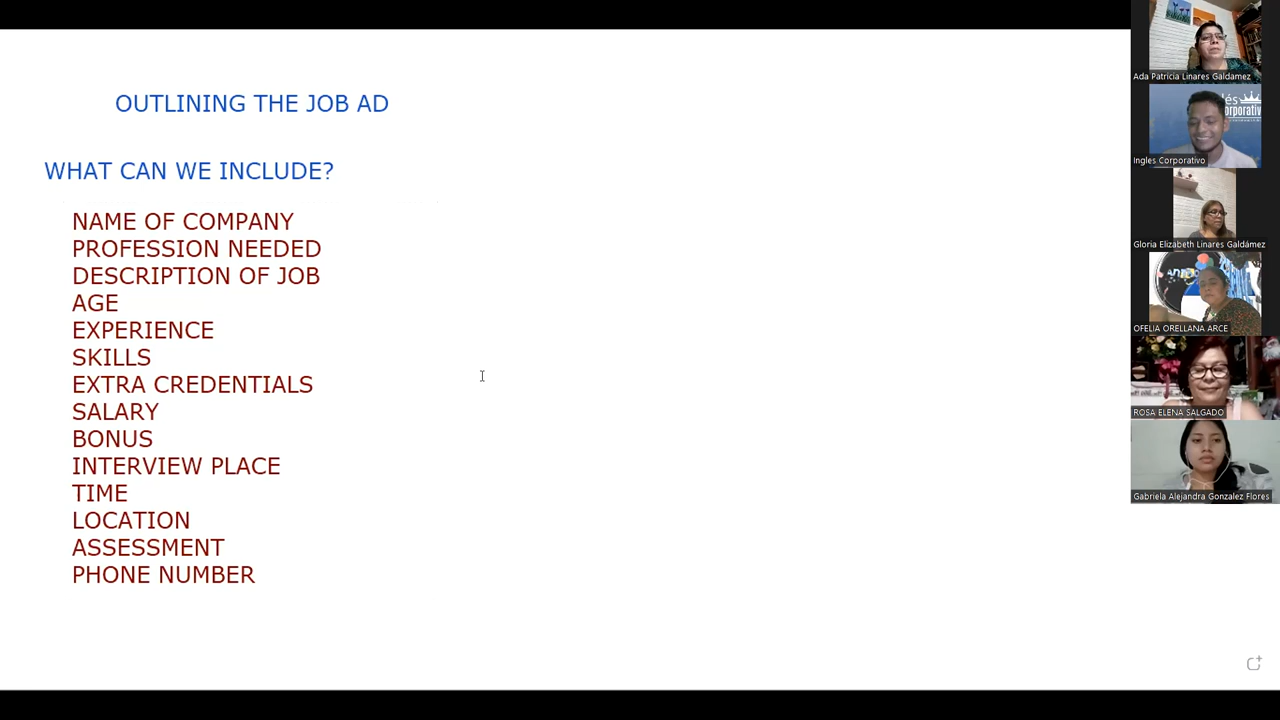 OUTLINING THE JOB AD
WHAT CAN WE INCLUDE?
NAME OF COMPANY
PROFESSION NEEDED
DESCRIPTION OF JOB
AGE
EXPERIENCE
SKILLS
EXTRA CREDENTIALS
SALARY
BONUS
INTERVIEW PLACE
TIME
LOCATION
ASSESSMENT
PHONE NUMBER
Ada Patricia Linares Galdamez
Ingles Corporativo
Gloria Elizabeth Linares Galdámez
OFELIA ORELLANA ARCE
ROSA ELENA SALGADO
Gabriela Alejandra Gonzalez Flores